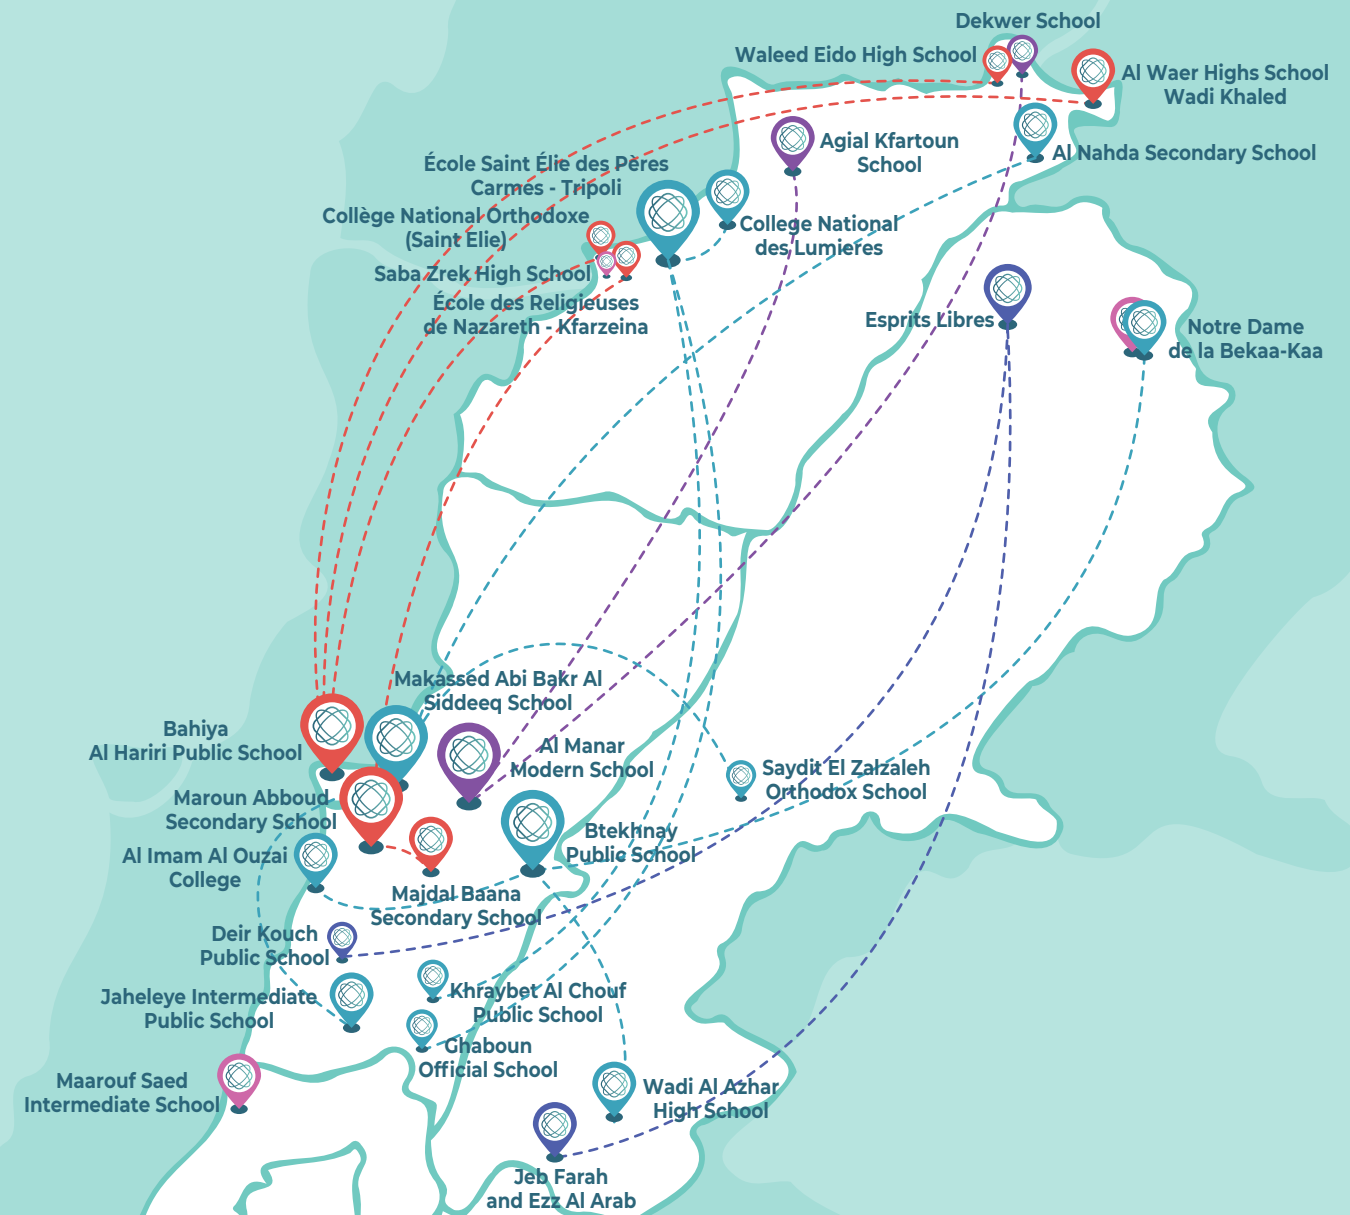 Dekwer School
Waleed Eido High School
Al Waer Highs School
Wadi Khaled
Agial Kfartoun
School
Al Nahda Secondary School
École Saint Élie des Pères
Carmes - Tripoli
Collège National Orthodoxe
(Saint Elie)
College National
des Lumieres
Saba Zrek High School
École des Religieuses
de Nazareth - Kfarzeina
Esprits Libres
Notre Dame
de la Bekaa-Kaa
Makassed Abi Bakr Al
Siddeeq School
Bahiya
Al Hariri Public School
Al Manar
Modern School
Saydit El Zalzaleh
Orthodox School
Maroun Abboud
Secondary School
Btekhnay
Public School
Al Imam Al Ouzai
College
Majdal Baana
Secondary School
Deir Kouch
Public School
Jaheleye Intermediate
Public School
Khraybet Al Chouf
Public School
Ghaboun
Official School
Maarouf Saed
Intermediate School
Wadi Al Azhar
High School
Jeb Farah
and Ezz Al Arab